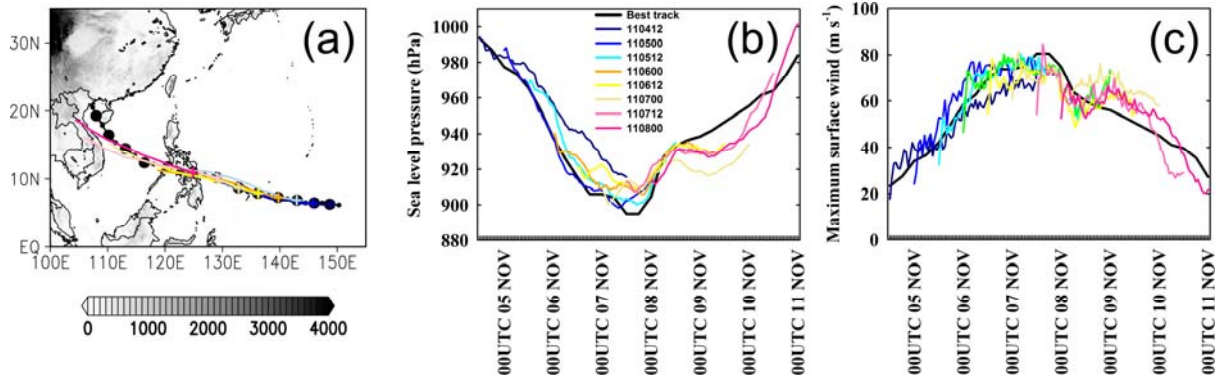 (a)
35N
30N
20N
10N
EQ
100E 110E 120E 130E 140E 150E
0 1000 2000 3000 4000
(b)
Sea level pressure (hPa)
1000
980
960
940
920
900
880
Best track
110412
110500
110512
110600
110612
110700
110712
110800
00UTC 05 NOV
00UTC 06 NOV
00UTC 07 NOV
00UTC 08 NOV
00UTC 09 NOV
00UTC 10 NOV
00UTC 11 NOV
(c)
Maximum surface wind (m s⁻¹)
100
80
60
40
20
0
00UTC 05 NOV
00UTC 06 NOV
00UTC 07 NOV
00UTC 08 NOV
00UTC 09 NOV
00UTC 10 NOV
00UTC 11 NOV